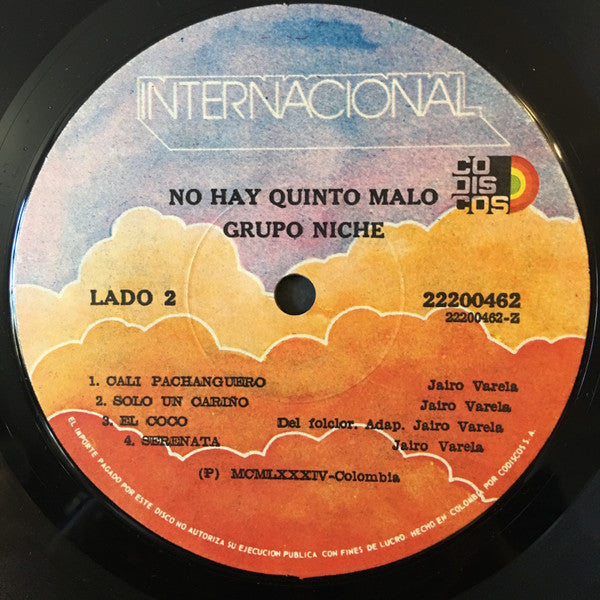 INTERNACIONAL
CO
DIS
COS
NO HAY QUINTO MALO
GRUPO NICHE
LADO 2
22200462
22200462-Z
1. CALI PACHANGUERO Jairo Varela
2. SOLO UN CARIÑO Jairo Varela
3. EL COCO Del folclor. Adap. Jairo Varela
4. SERENATA Jairo Varela
(P) MCMLXXXIV-Colombia
EL IMPORTE PAGADO POR ESTE DISCO NO AUTORIZA SU EJECUCION PUBLICA CON FINES DE LUCRO. HECHO EN COLOMBIA POR CODISCOS S.A.